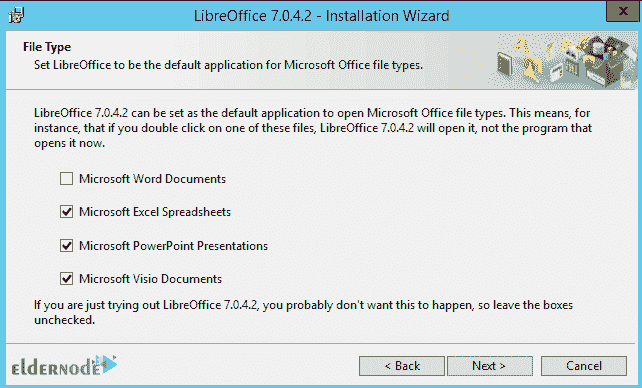 LibreOffice 7.0.4.2 - Installation Wizard
x
File Type
Set LibreOffice to be the default application for Microsoft Office file types.
LibreOffice 7.0.4.2 can be set as the default application to open Microsoft Office file types. This means, for
instance, that if you double click on one of these files, LibreOffice 7.0.4.2 will open it, not the program that
opens it now.
Microsoft Word Documents
Microsoft Excel Spreadsheets
Microsoft PowerPoint Presentations
Microsoft Visio Documents
If you are just trying out LibreOffice 7.0.4.2, you probably don't want this to happen, so leave the boxes
unchecked.
ELDERNODE
< Back
Next >
Cancel